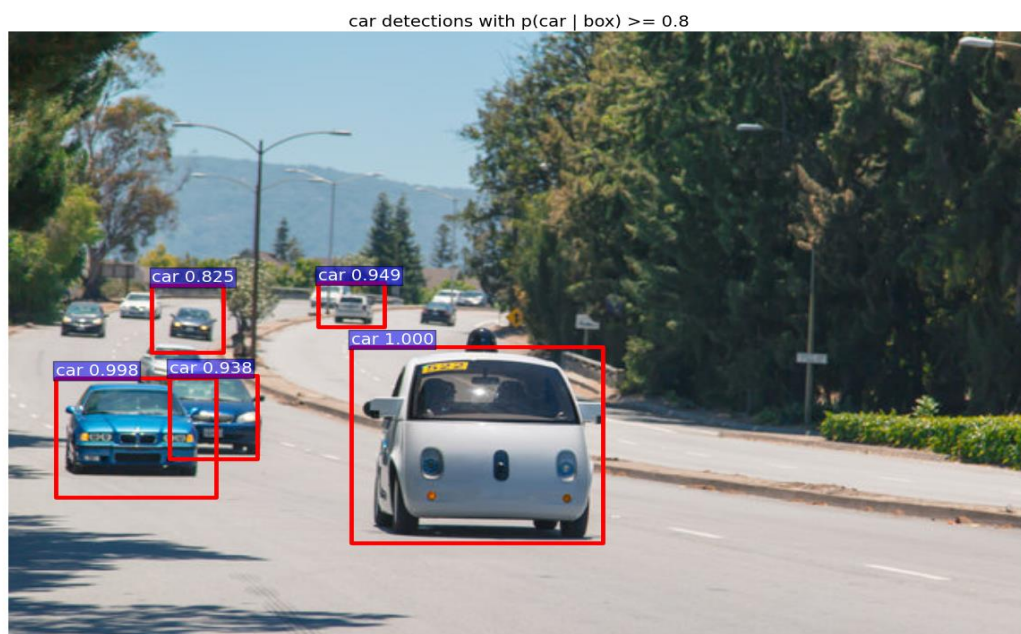 car detections with p(car | box) >= 0.8
car 0.825
car 0.949
car 1.000
car 0.998
car 0.938